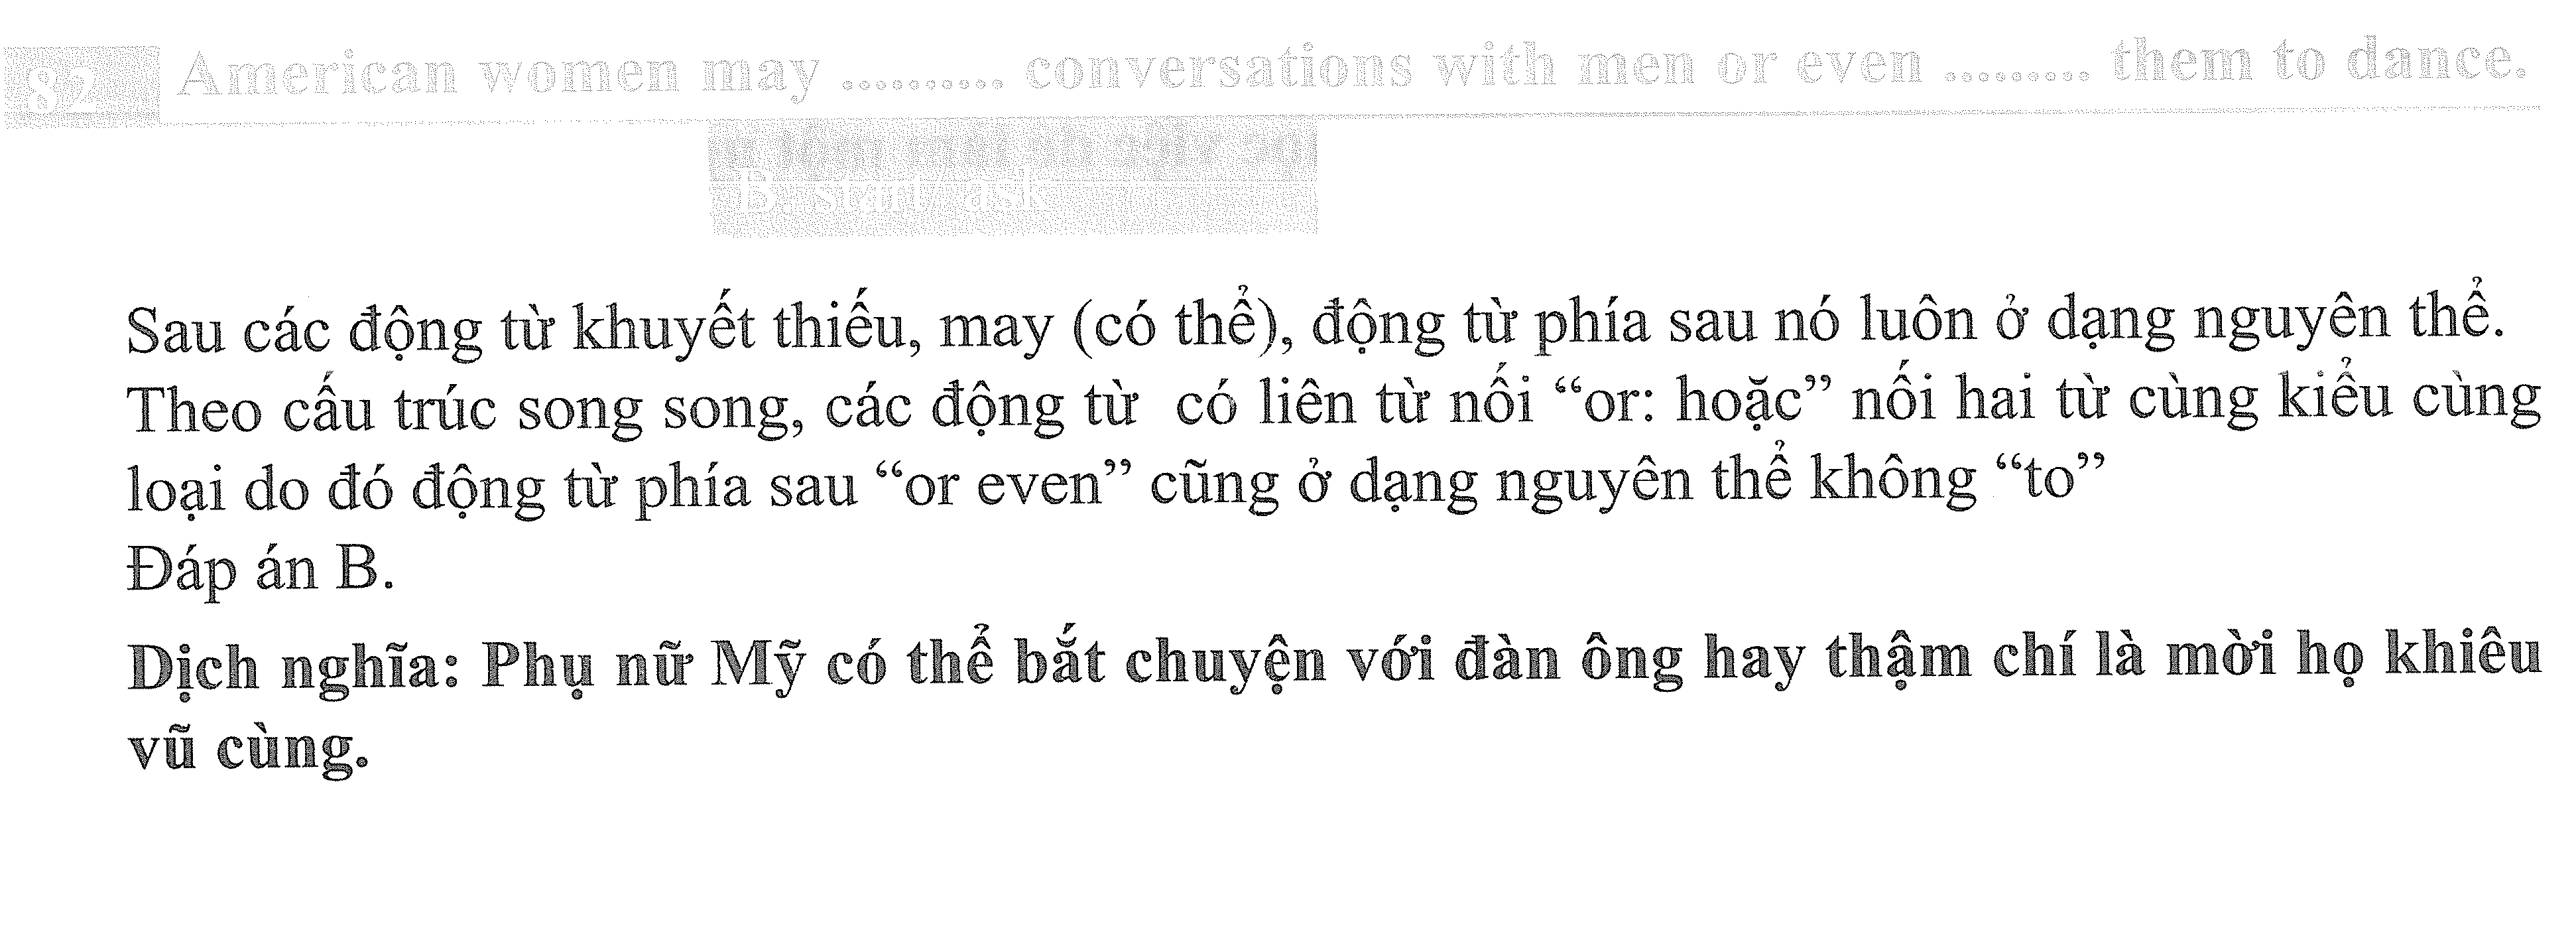 82 American women may .......... conversations with men or even ......... them to dance.
B. start / ask
Sau các động từ khuyết thiếu, may (có thể), động từ phía sau nó luôn ở dạng nguyên thể.
Theo cấu trúc song song, các động từ có liên từ nối “or: hoặc” nối hai từ cùng kiểu cùng
loại do đó động từ phía sau “or even” cũng ở dạng nguyên thể không “to”
Đáp án B.
Dịch nghĩa: Phụ nữ Mỹ có thể bắt chuyện với đàn ông hay thậm chí là mời họ khiêu
vũ cùng.